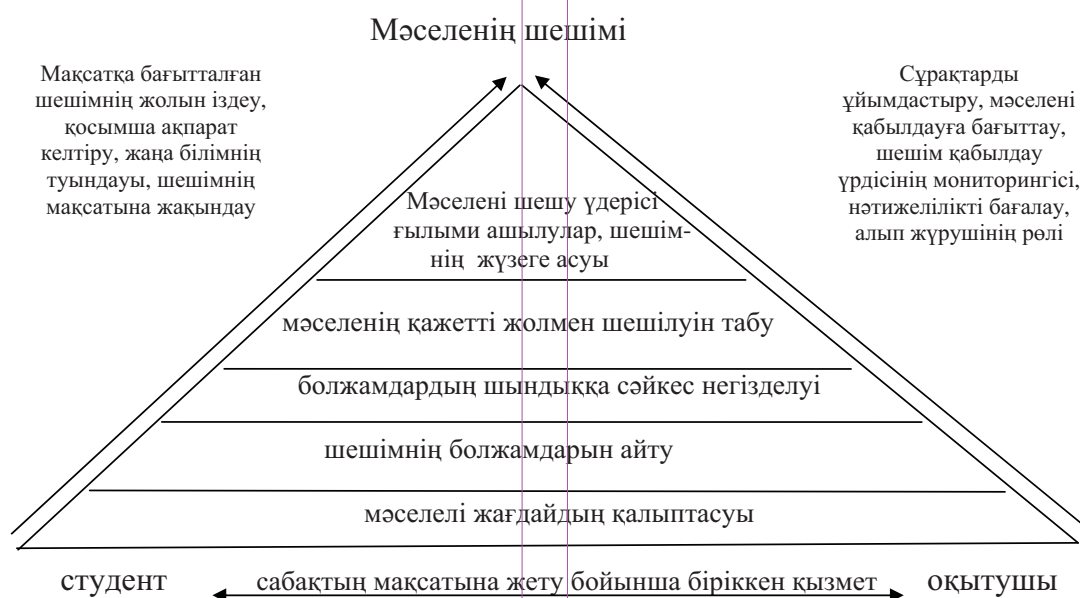 Мәселенің шешімі
Мақсатқа бағытталған
шешімнің жолын іздеу,
қосымша ақпарат
келтіру, жаңа білімнің
туындауы, шешімнің
мақсатына жақындау
Сұрақтарды
ұйымдастыру, мәселені
қабылдауға бағыттау,
шешім қабылдау
үрдісінің мониторингісі,
нәтижелілікті бағалау,
алып жүрушінің рөлі
Мәселені шешу үдерісі
ғылыми ашылулар, шешім-
нің жүзеге асуы
мәселенің қажетті жолмен шешілуін табу
болжамдардың шындыққа сәйкес негізделуі
шешімнің болжамдарын айту
мәселелі жағдайдың қалыптасуы
студент
сабақтың мақсатына жету бойынша біріккен қызмет
оқытушы